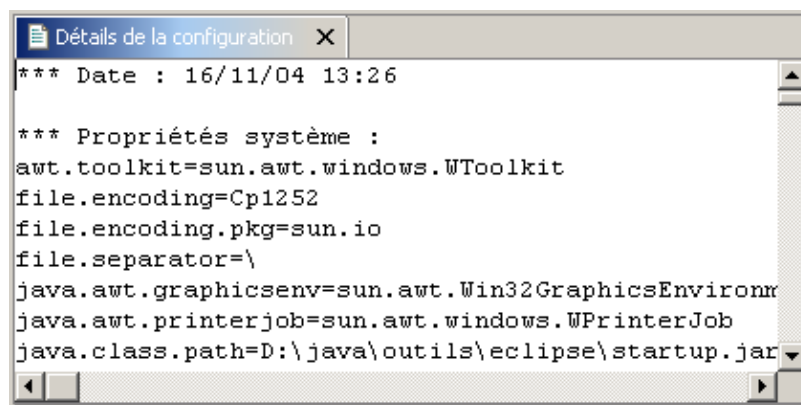 Détails de la configuration
*** Date : 16/11/04 13:26
*** Propriétés système :
awt.toolkit=sun.awt.windows.WToolkit
file.encoding=Cp1252
file.encoding.pkg=sun.io
file.separator=\
java.awt.graphicsenv=sun.awt.Win32GraphicsEnvironm
java.awt.printerjob=sun.awt.windows.WPrinterJob
java.class.path=D:\java\outils\eclipse\startup.jar